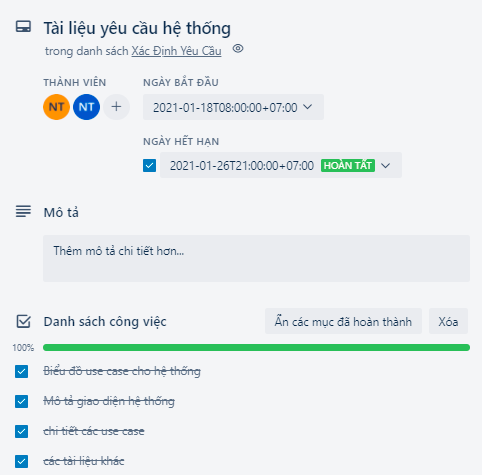 Tài liệu yêu cầu hệ thống
trong danh sách Xác Định Yêu Cầu
THÀNH VIÊN NGÀY BẮT ĐẦU
NT NT + 2021-01-18T08:00:00+07:00
NGÀY HẾT HẠN
2021-01-26T21:00:00+07:00 HOÀN TẤT
Mô tả
Thêm mô tả chi tiết hơn...
Danh sách công việc Ẩn các mục đã hoàn thành Xóa
100%
Biểu đồ use case cho hệ thống
Mô tả giao diện hệ thống
chi tiết các use case
các tài liệu khác